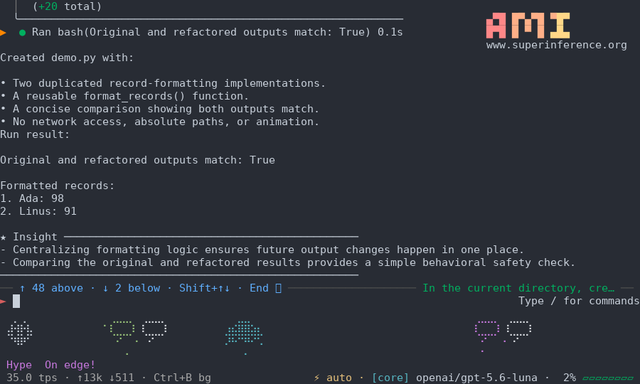 (+20 total)
AMI
● Ran bash(Original and refactored outputs match: True) 0.1s
www.superinference.org
Created demo.py with:
• Two duplicated record-formatting implementations.
• A reusable format_records() function.
• A concise comparison showing both outputs match.
• No network access, absolute paths, or animation.
Run result:
Original and refactored outputs match: True
Formatted records:
1. Ada: 98
2. Linus: 91
★ Insight
- Centralizing formatting logic ensures future output changes happen in one place.
- Comparing the original and refactored results provides a simple behavioral safety check.
↑ 48 above · ↓ 2 below · Shift+↑↓ · End
In the current directory, cre…
Type / for commands
Hype On edge!
35.0 tps · ↑13k ↓511 · Ctrl+B bg
⚡ auto · [core] openai/gpt-5.6-luna · 2%